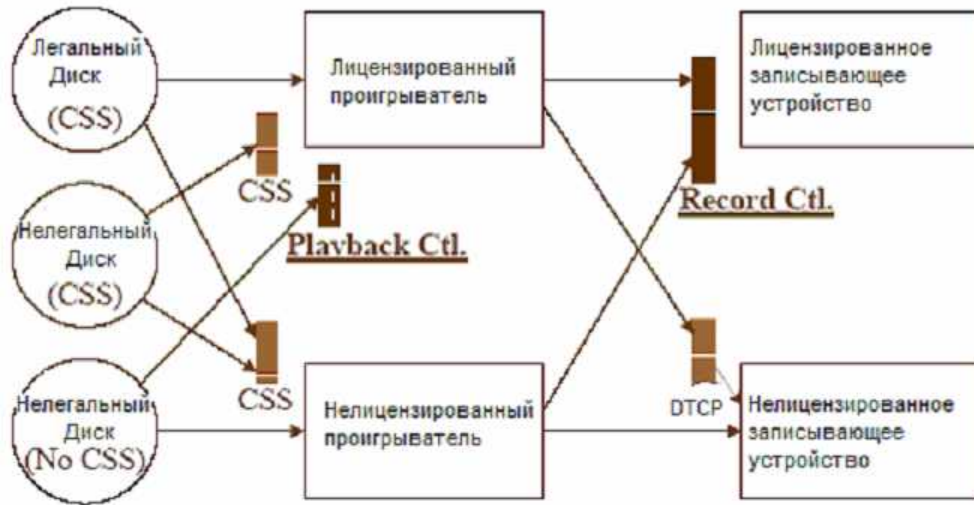 Легальный
Диск
(CSS)
Лицензированный
проигрыватель
Лицензированное
записывающее
устройство
CSS
Playback Ctl.
Record Ctl.
Нелегальный
Диск
(CSS)
CSS
DTCP
Нелегальный
Диск
(No CSS)
Нелицензированный
проигрыватель
Нелицензированное
записывающее
устройство